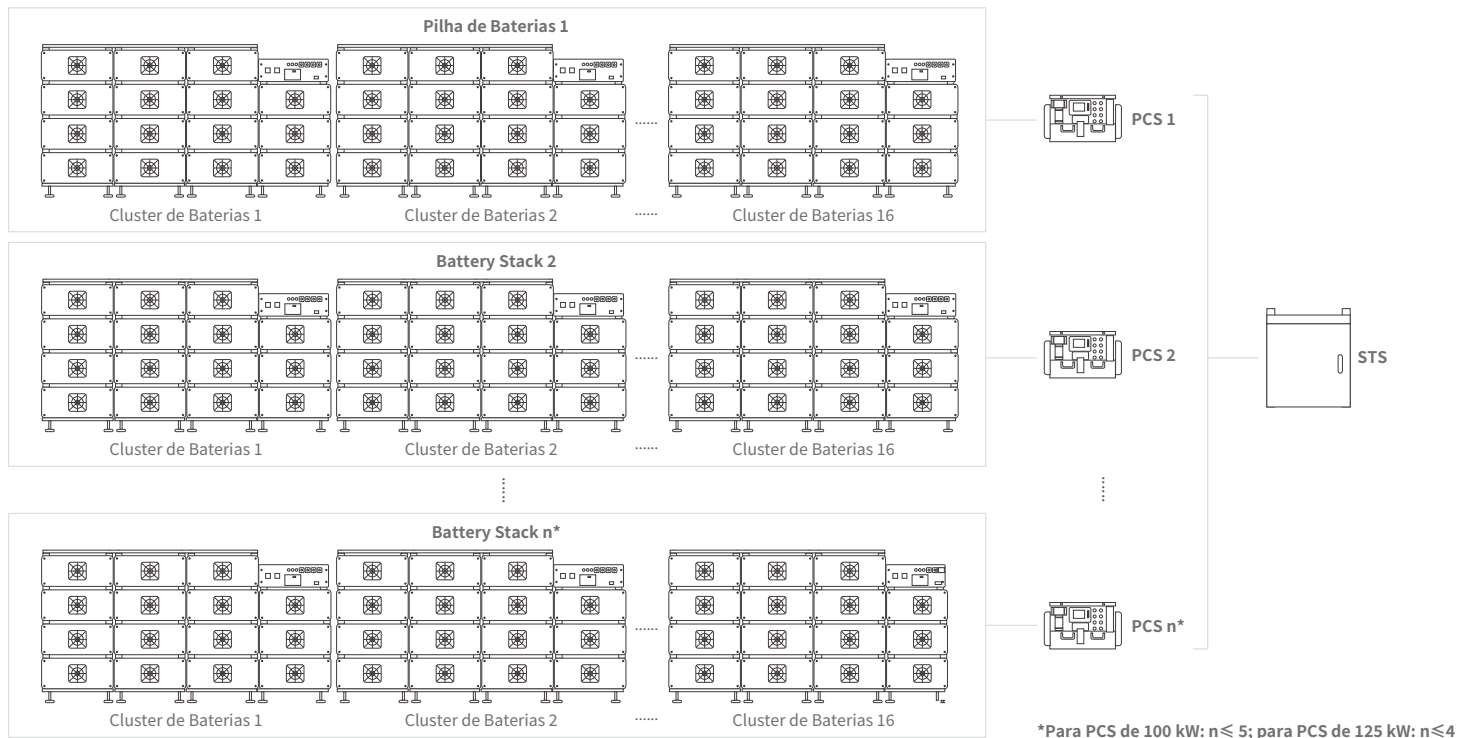 Pilha de Baterias 1
......
PCS 1
Cluster de Baterias 1
Cluster de Baterias 2
......
Cluster de Baterias 16
Battery Stack 2
......
PCS 2
STS
Cluster de Baterias 1
Cluster de Baterias 2
......
Cluster de Baterias 16
Battery Stack n*
......
PCS n*
Cluster de Baterias 1
Cluster de Baterias 2
......
Cluster de Baterias 16
*Para PCS de 100 kW: n≤ 5; para PCS de 125 kW: n≤4